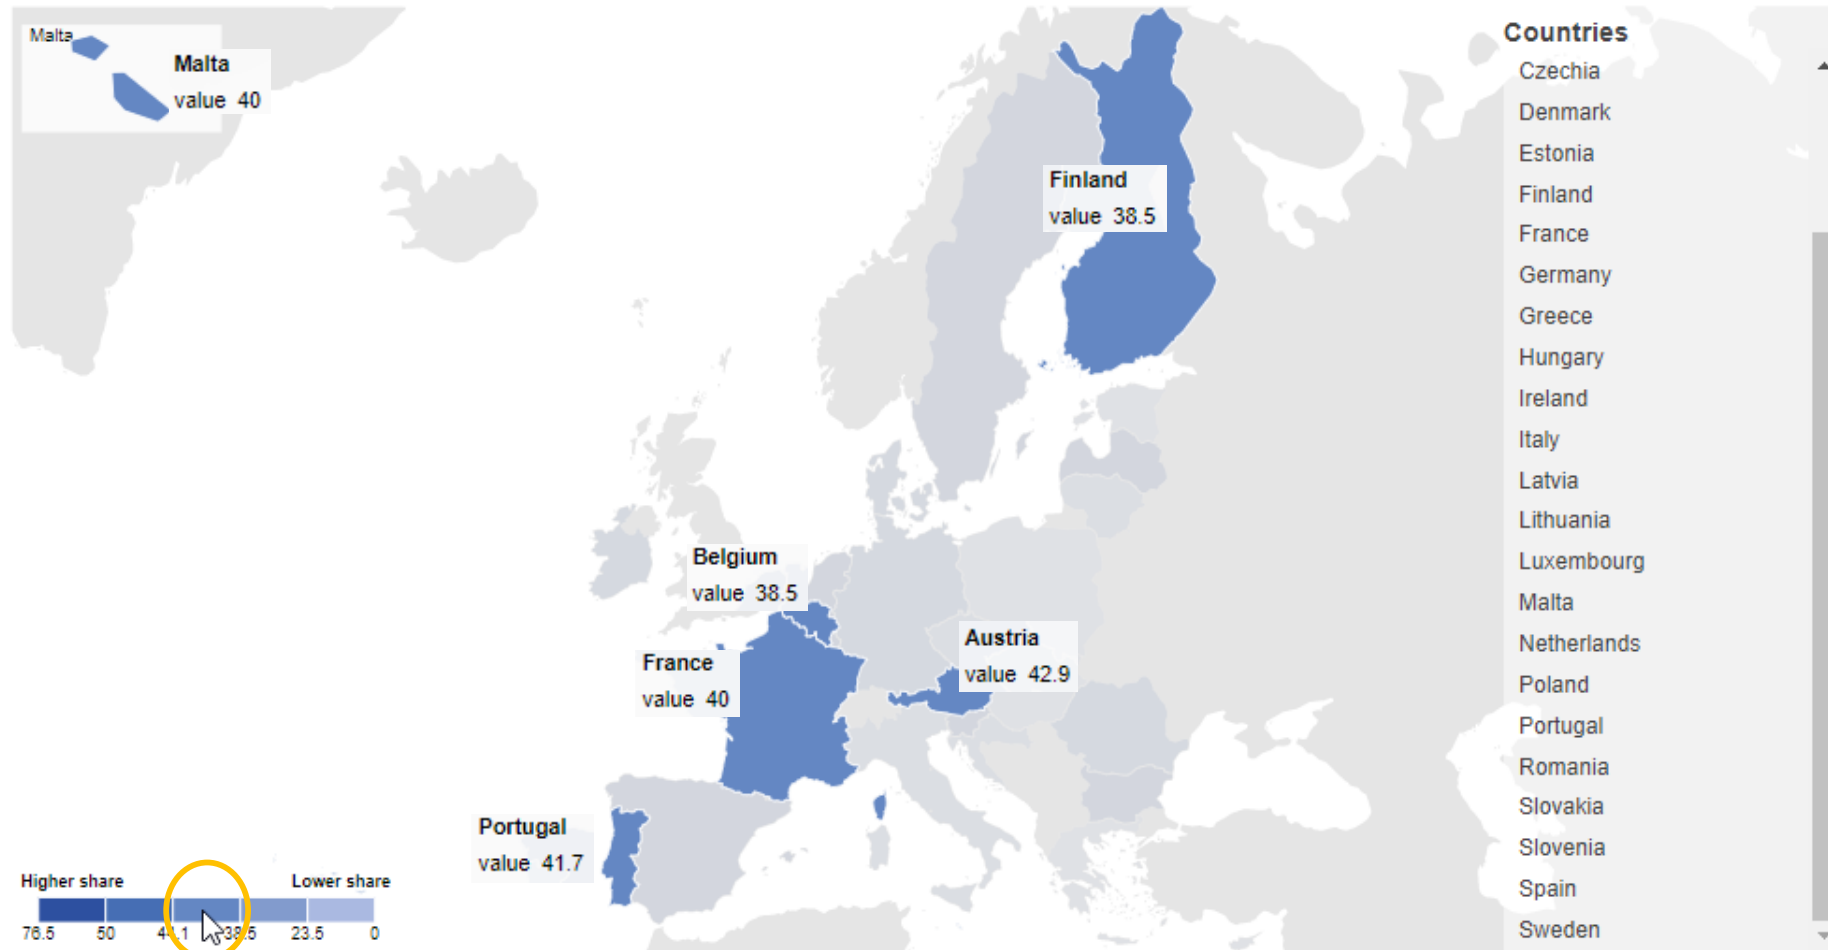 Malta
Malta
value 40
Finland
value 38.5
Belgium
value 38.5
Austria
value 42.9
France
value 40
Portugal
value 41.7
Higher share
Lower share
76.5 50 23.5 0
Countries
Czechia
Denmark
Estonia
Finland
France
Germany
Greece
Hungary
Ireland
Italy
Latvia
Lithuania
Luxembourg
Malta
Netherlands
Poland
Portugal
Romania
Slovakia
Slovenia
Spain
Sweden